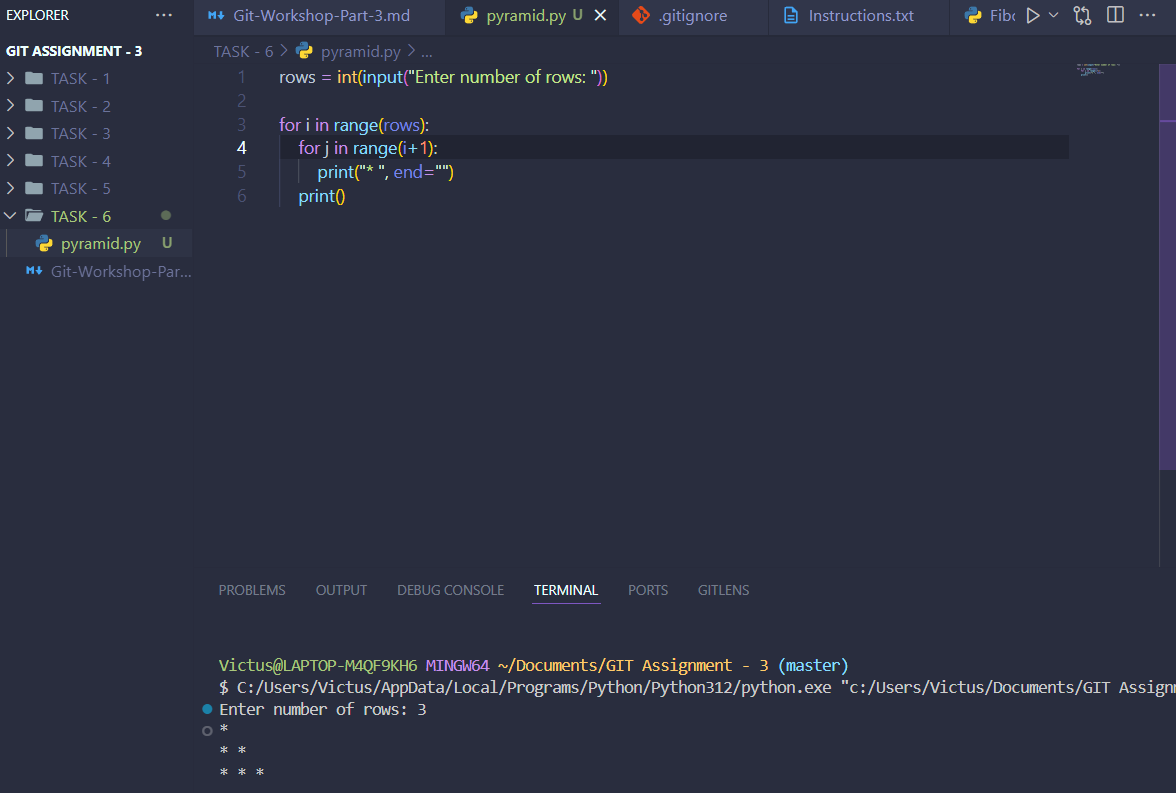 EXPLORER ...
GIT ASSIGNMENT - 3
TASK - 1
TASK - 2
TASK - 3
TASK - 4
TASK - 5
TASK - 6
pyramid.py U
Git-Workshop-Par...
Git-Workshop-Part-3.md pyramid.py U .gitignore Instructions.txt Fibc
TASK - 6 > pyramid.py > ...
1 rows = int(input("Enter number of rows: "))
2
3 for i in range(rows):
4 for j in range(i+1):
5 print("* ", end="")
6 print()
PROBLEMS OUTPUT DEBUG CONSOLE TERMINAL PORTS GITLENS
Victus@LAPTOP-M4QF9KH6 MINGW64 ~/Documents/GIT Assignment - 3 (master)
$ C:/Users/Victus/AppData/Local/Programs/Python/Python312/python.exe "c:/Users/Victus/Documents/GIT Assignm
Enter number of rows: 3
*
* *
* * *